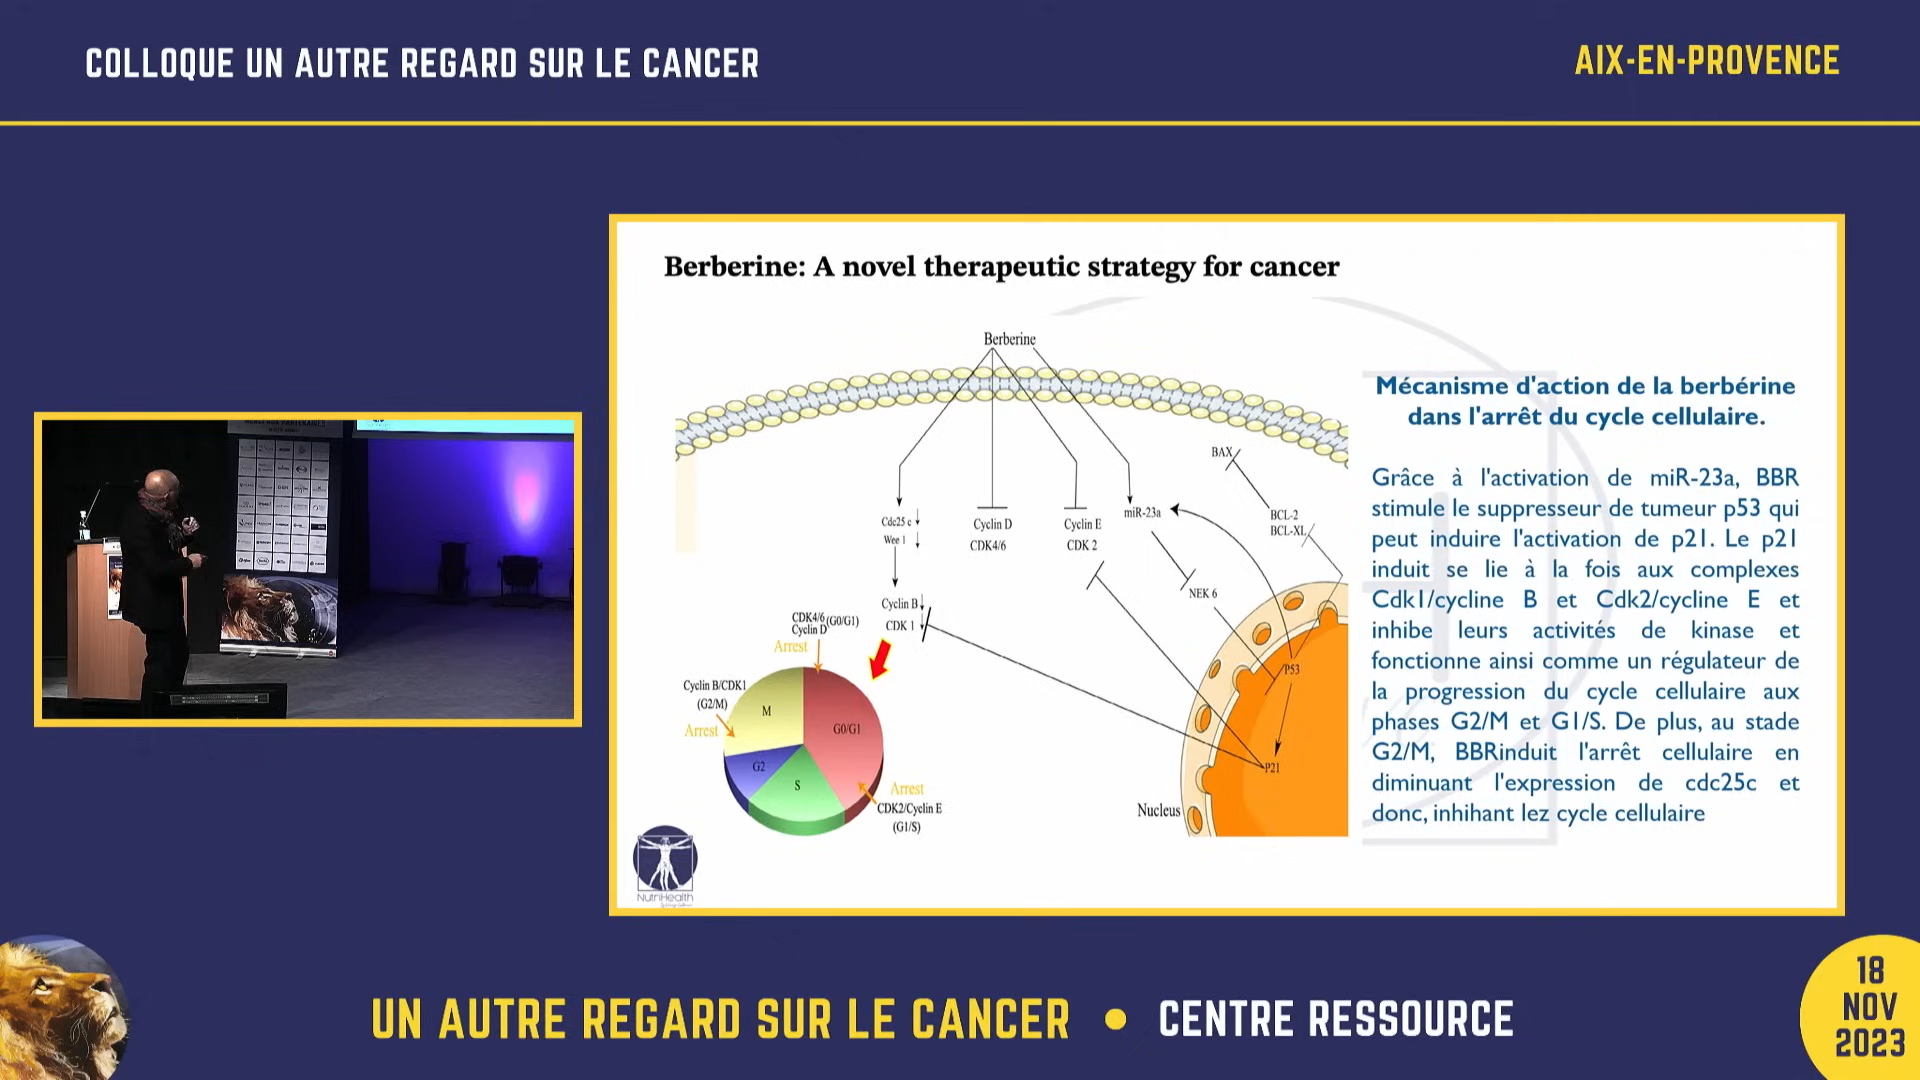 COLLOQUE UN AUTRE REGARD SUR LE CANCER
AIX-EN-PROVENCE
Berberine: A novel therapeutic strategy for cancer
Berberine
BAX
Cdc25 c
Wee 1
Cyclin D
CDK4/6
Cyclin E
CDK 2
miR-23a
BCL-2
BCL-XL
NEK 6
Cyclin B
CDK 1
CDK4/6 (G0/G1)
Cyclin D
Arrest
Cyclin B/CDK1
(G2/M)
Arrest
M
G0/G1
G2
S
Arrest
CDK2/Cyclin E
(G1/S)
P53
P21
Nucleus
Mécanisme d'action de la berbérine
dans l'arrêt du cycle cellulaire.
Grâce à l'activation de miR-23a, BBR
stimule le suppresseur de tumeur p53 qui
peut induire l'activation de p21. Le p21
induit se lie à la fois aux complexes
Cdk1/cycline B et Cdk2/cycline E et
inhibe leurs activités de kinase et
fonctionne ainsi comme un régulateur de
la progression du cycle cellulaire aux
phases G2/M et G1/S. De plus, au stade
G2/M, BBRinduit l'arrêt cellulaire en
diminuant l'expression de cdc25c et
donc, inhihant lez cycle cellulaire
NutriHealth
UN AUTRE REGARD SUR LE CANCER • CENTRE RESSOURCE
18
NOV
2023